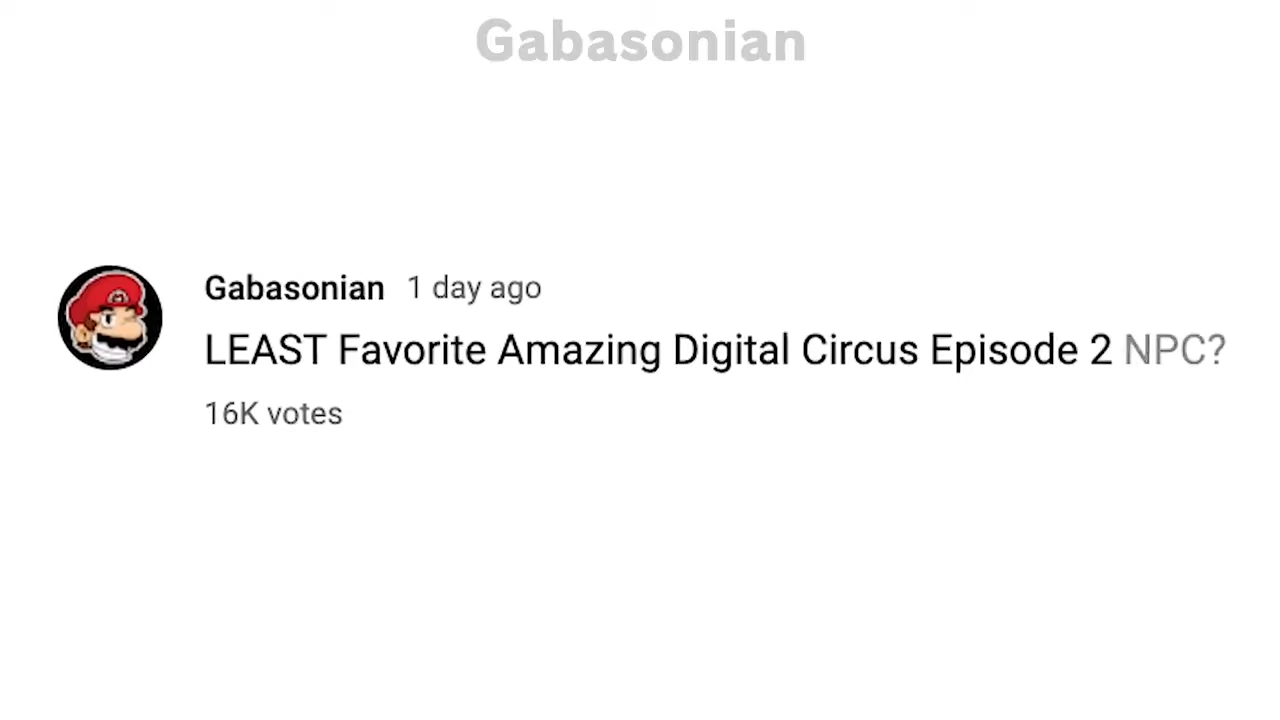 Gabasonian
Gabasonian 1 day ago
LEAST Favorite Amazing Digital Circus Episode 2 NPC?
16K votes